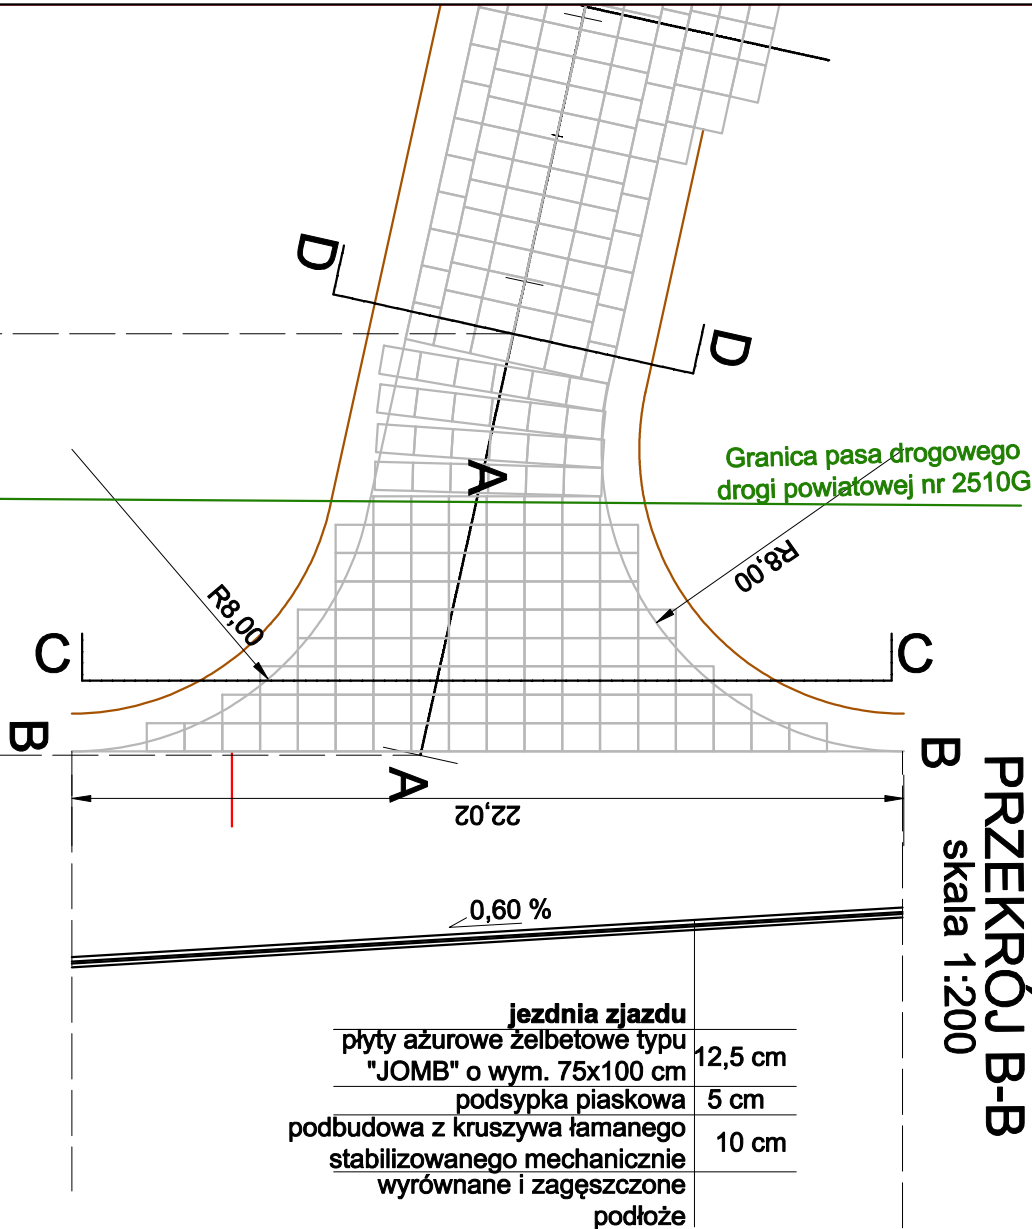 D
D
Granica pasa drogowego
drogi powiatowej nr 2510G
A
R8,00
R8,00
C
C
B
B
A
22,02
PRZEKRÓJ B-B
skala 1:200
0,60 %
jezdnia zjazdu
płyty ażurowe żelbetowe typu
"JOMB" o wym. 75x100 cm
12,5 cm
podsypka piaskowa
5 cm
podbudowa z kruszywa łamanego
stabilizowanego mechanicznie
10 cm
wyrównane i zagęszczone
podłoże